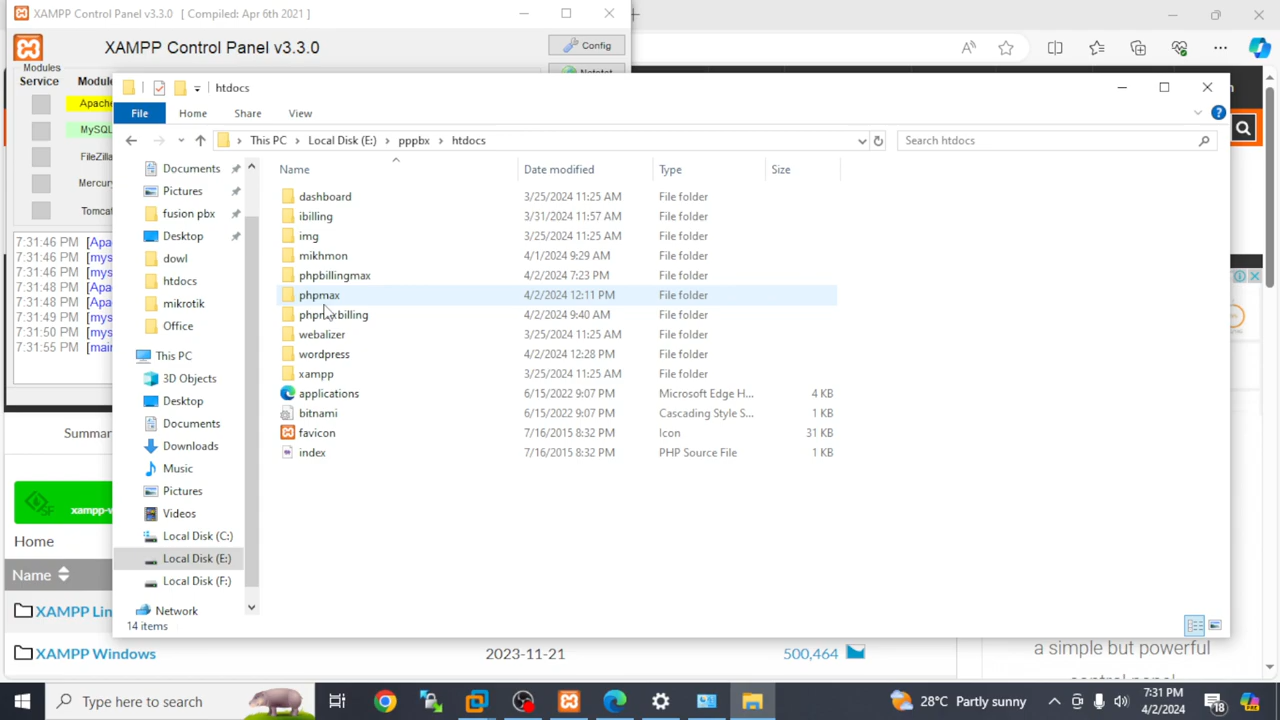 XAMPP Control Panel v3.3.0 [ Compiled: Apr 6th 2021 ]
XAMPP Control Panel v3.3.0
Config
Modules
Service
htdocs
File
Home
Share
View
This PC
Local Disk (E:)
pppbx
htdocs
Search htdocs
Name
Date modified
Type
Size
dashboard 3/25/2024 11:25 AM File folder
ibilling 3/31/2024 11:57 AM File folder
img 3/25/2024 11:25 AM File folder
mikhmon 4/1/2024 9:29 AM File folder
phpbillingmax 4/2/2024 7:23 PM File folder
phpmax 4/2/2024 12:11 PM File folder
4/2/2024 9:40 AM File folder
webalizer 3/25/2024 11:25 AM File folder
wordpress 4/2/2024 12:28 PM File folder
xampp 3/25/2024 11:25 AM File folder
applications 6/15/2022 9:07 PM Microsoft Edge H... 4 KB
bitnami 6/15/2022 9:07 PM Cascading Style S... 1 KB
favicon 7/16/2015 8:32 PM Icon 31 KB
index 7/16/2015 8:32 PM PHP Source File 1 KB
Documents
Pictures
fusion pbx
Desktop
dowl
htdocs
mikrotik
Office
This PC
3D Objects
Desktop
Documents
Downloads
Music
Pictures
Videos
Local Disk (C:)
Local Disk (E:)
Local Disk (F:)
Network
14 items
7:31:46 PM
7:31:46 PM
7:31:46 PM
7:31:48 PM
7:31:48 PM
7:31:49 PM
7:31:50 PM
7:31:55 PM
Home
Name
XAMPP Windows 2023-11-21 500,464
a simple but powerful
Type here to search
28°C Partly sunny
7:31 PM
4/2/2024
18